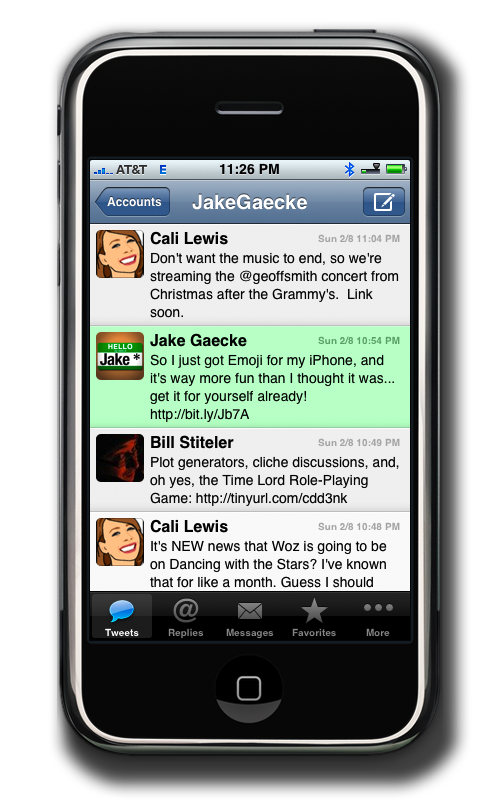 AT&T E 11:26 PM
Accounts JakeGaecke
Cali Lewis Sun 2/8 11:04 PM
Don't want the music to end, so we're
streaming the @geoffsmith concert from
Christmas after the Grammy's.  Link
soon.
HELLO
Jake *
Jake Gaecke Sun 2/8 10:54 PM
So I just got Emoji for my iPhone, and
it's way more fun than I thought it was...
get it for yourself already!
http://bit.ly/Jb7A
Bill Stiteler Sun 2/8 10:49 PM
Plot generators, cliche discussions, and,
oh yes, the Time Lord Role-Playing
Game: http://tinyurl.com/cdd3nk
Cali Lewis Sun 2/8 10:48 PM
It's NEW news that Woz is going to be
on Dancing with the Stars? I've known
that for like a month. Guess I should
@
Tweets Replies Messages Favorites More